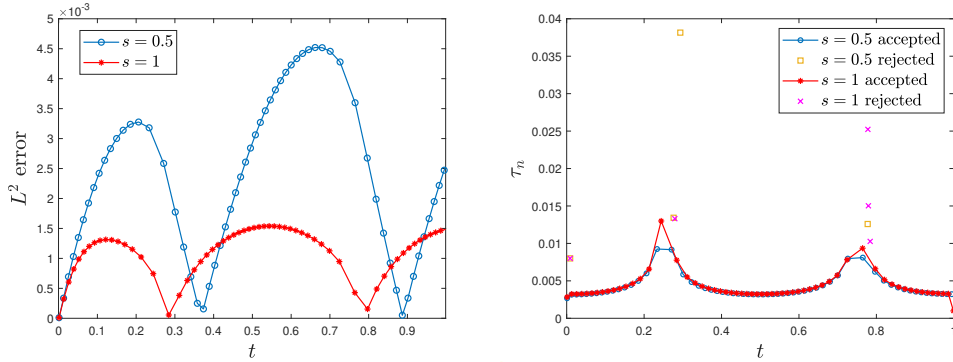 ×10⁻³
5
4.5
4
3.5
3
2.5
2
1.5
1
0.5
0
L² error
s = 0.5
s = 1
0 0.1 0.2 0.3 0.4 0.5 0.6 0.7 0.8 0.9
t
0.04
0.035
0.03
0.025
0.02
0.015
0.01
0.005
0
τₙ
s = 0.5 accepted
s = 0.5 rejected
s = 1 accepted
s = 1 rejected
0 0.2 0.4 0.6 0.8 1
t